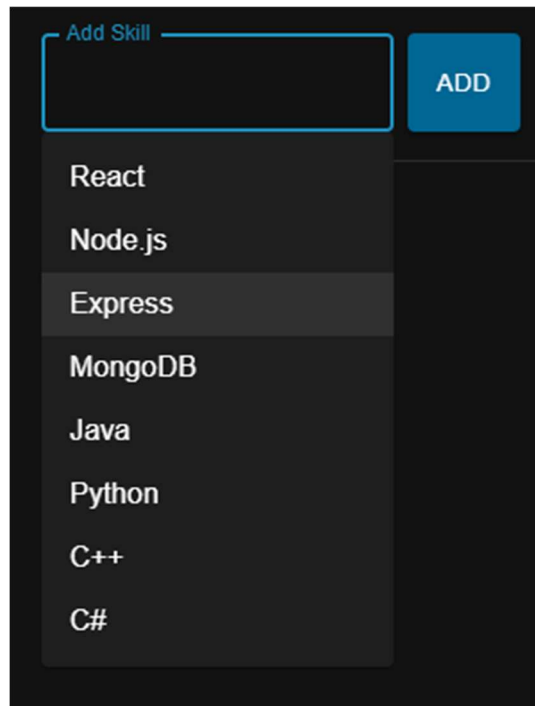 Add Skill
ADD
React
Node.js
Express
MongoDB
Java
Python
C++
C#